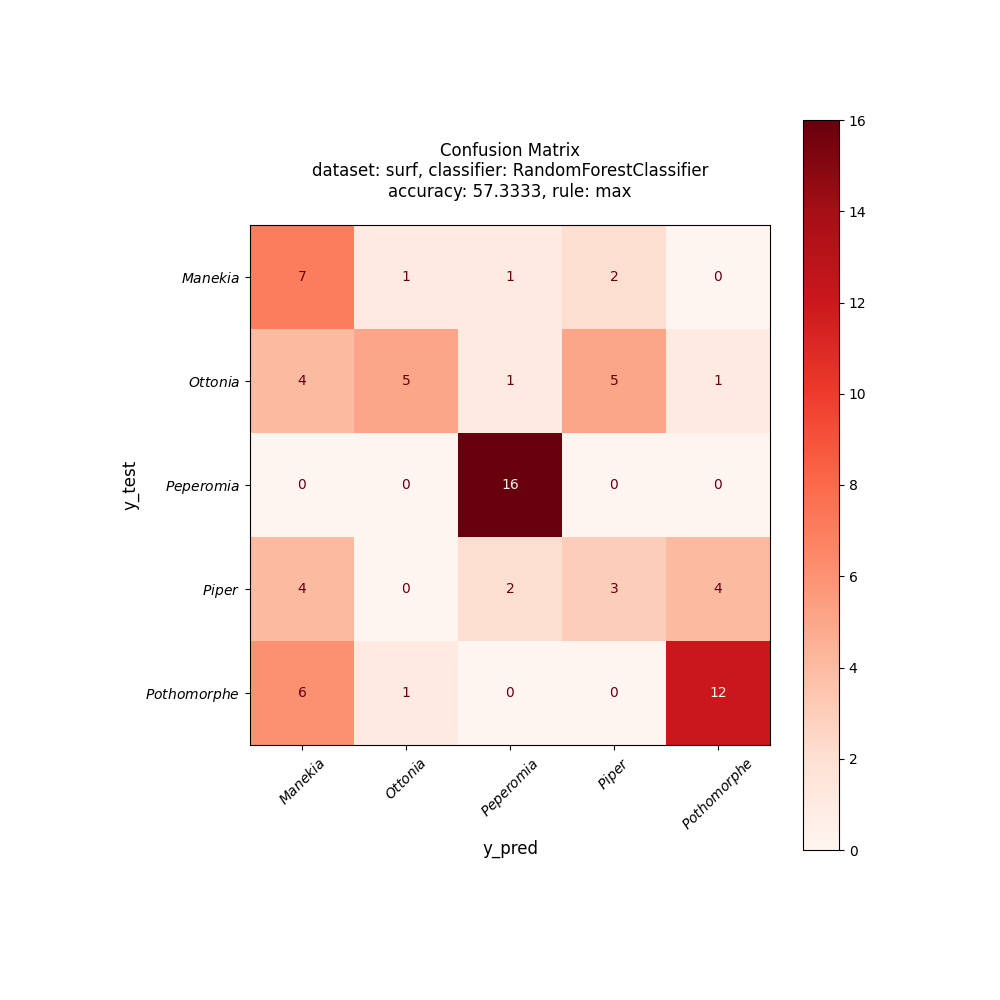 Confusion Matrix
dataset: surf, classifier: RandomForestClassifier
accuracy: 57.3333, rule: max
y_test
Manekia 7 1 1 2 0
Ottonia 4 5 1 5 1
Peperomia 0 0 16 0 0
Piper 4 0 2 3 4
Pothomorphe 6 1 0 0 12
Manekia Ottonia Peperomia Piper Pothomorphe
y_pred
16
14
12
10
8
6
4
2
0